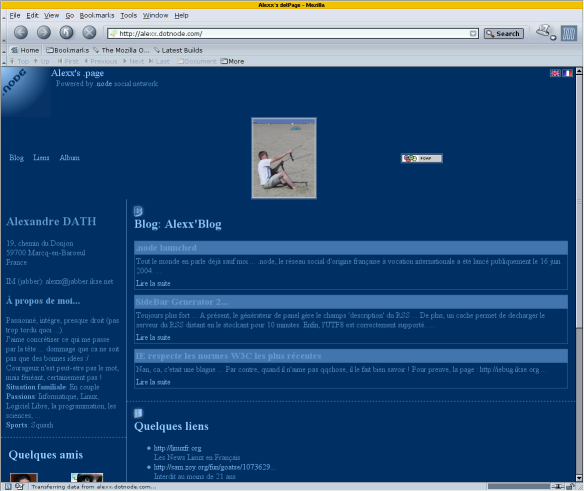 Alexx's dotPage - Mozilla
File Edit View Go Bookmarks Tools Window Help
http://alexx.dotnode.com/
Search
Home Bookmarks The Mozilla O... Latest Builds
Top Up First Previous Next Last Document More
.NODE
Alexx's .page
Powered by .node social network
Blog Liens Album
FOAF
Alexandre DATH
19, chemin du Donjon
59700 Marcq-en-Baroeul
France
IM (jabber): alexx@jabber.ikse.net
À propos de moi...
Passionné, intègre, presque droit (pas
trop tordu quoi ...)
J'aime concrétiser ce qui me passe
par la tête ... dommage que ca ne soit
pas que des bonnes idées :/
Courageux n'est peut-etre pas le mot,
mais fénéant, certainement pas !
Situation familiale: En couple
Passions: Informatique, Linux,
Logiciel Libre, la programmation, les
sciences, ...
Sports: Squash
Quelques amis
Blog: Alexx'Blog
.node launched
Tout le monde en parle déjà sauf moi ... .node, le réseau social d'origine française à vocation internationale a été lancé publiquement le 16 juin
2004. ...
Lire la suite
SideBar Generator 2...
Toujours plus fort ... A présent, le générateur de panel gère le champs 'description' du RSS ... De plus, un cache permet de decharger le
serveur du RSS distant en le stockant pour 10 minutes. Enfin, l'UTF8 est correctement supporté. ...
Lire la suite
IE respecte les normes W3C les plus récentes
Nan, ca, c'etait une blague ... Par contre, quand il n'aime pas qqchose, il le fait bien savoir ! Pour preuve, la page : http://iebug.ikse.org ...
Lire la suite
Quelques liens
http://linuxfr.org
Les News Linux en Français
http://sam.zoy.org/fun/goatse/1073629...
Interdit au moins de 21 ans
Transferring data from alexx.dotnode.com...